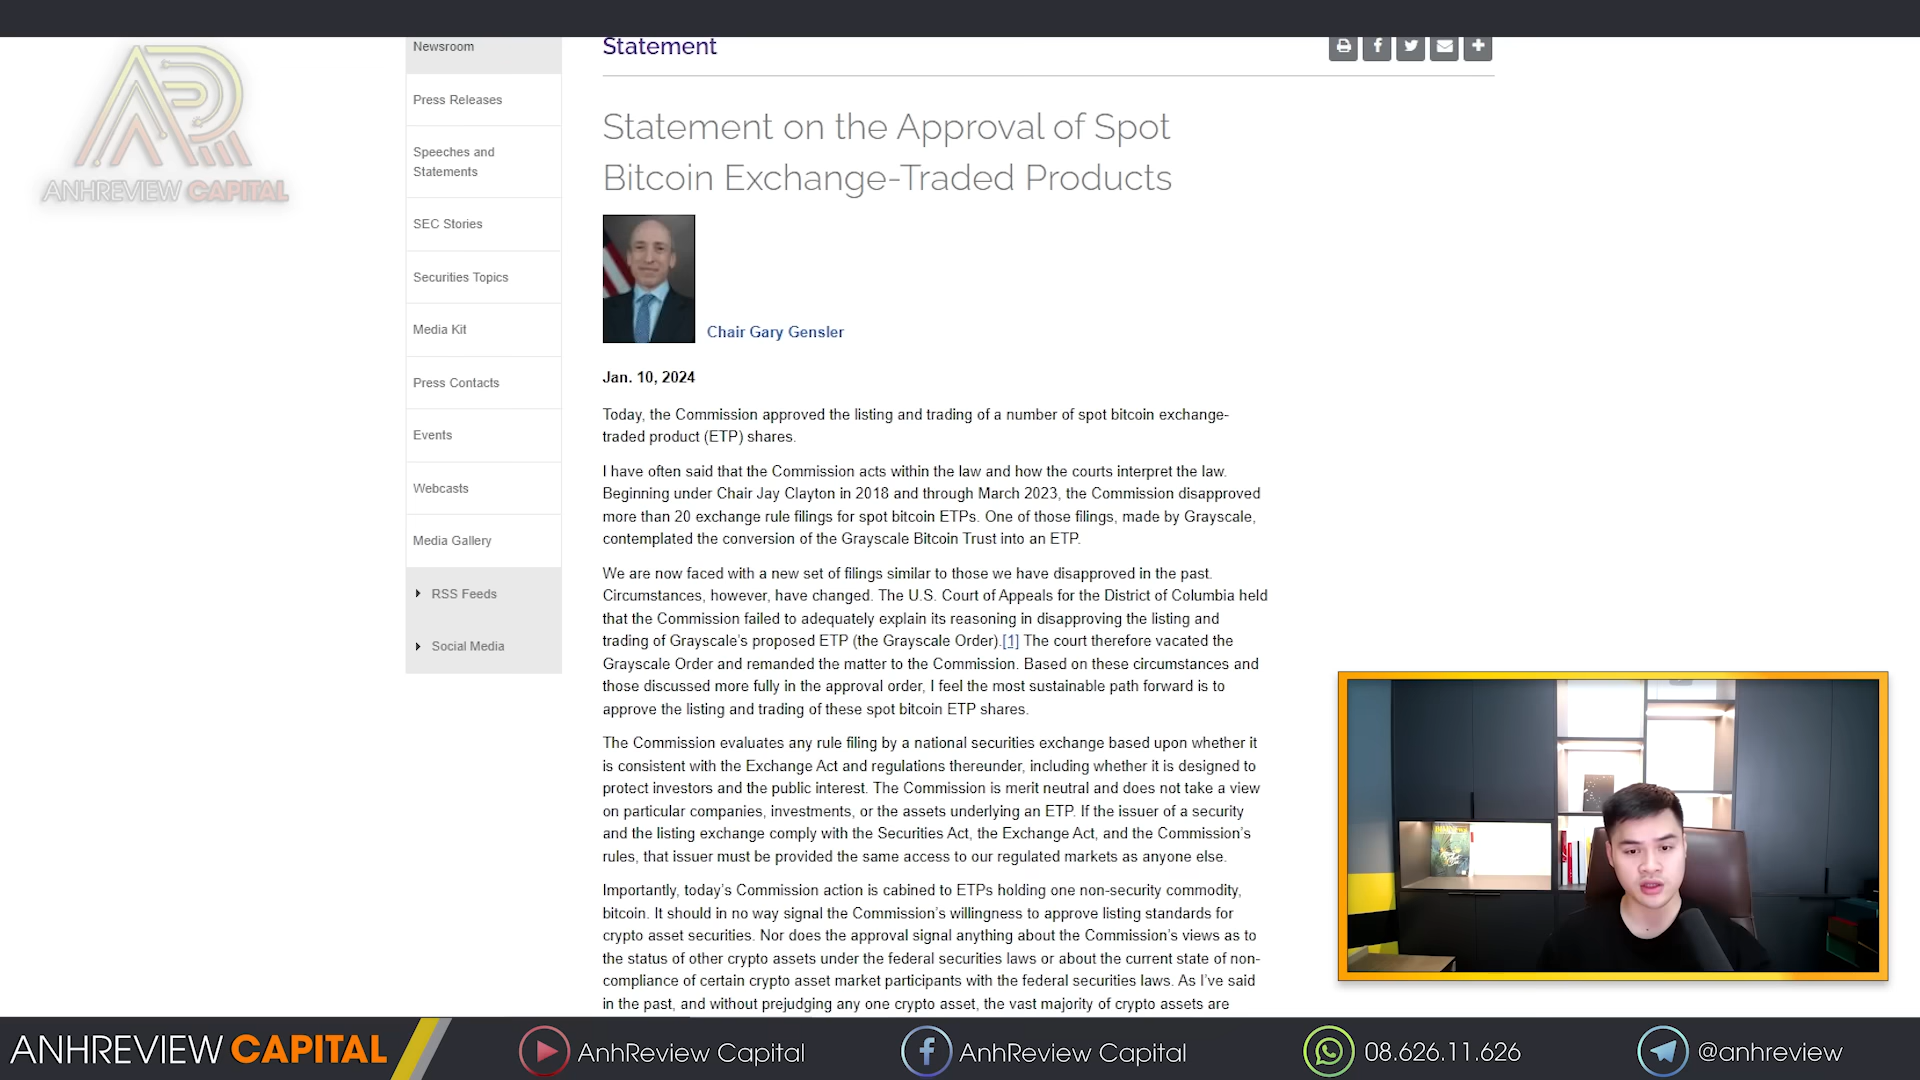 ANHREVIEW CAPITAL
Newsroom
Press Releases
Speeches and
Statements
SEC Stories
Securities Topics
Media Kit
Press Contacts
Events
Webcasts
Media Gallery
RSS Feeds
Social Media
Statement
Statement on the Approval of Spot
Bitcoin Exchange-Traded Products
Chair Gary Gensler
Jan. 10, 2024
Today, the Commission approved the listing and trading of a number of spot bitcoin exchange-
traded product (ETP) shares.
I have often said that the Commission acts within the law and how the courts interpret the law.
Beginning under Chair Jay Clayton in 2018 and through March 2023, the Commission disapproved
more than 20 exchange rule filings for spot bitcoin ETPs. One of those filings, made by Grayscale,
contemplated the conversion of the Grayscale Bitcoin Trust into an ETP.
We are now faced with a new set of filings similar to those we have disapproved in the past.
Circumstances, however, have changed. The U.S. Court of Appeals for the District of Columbia held
that the Commission failed to adequately explain its reasoning in disapproving the listing and
trading of Grayscale's proposed ETP (the Grayscale Order).[1] The court therefore vacated the
Grayscale Order and remanded the matter to the Commission. Based on these circumstances and
those discussed more fully in the approval order, I feel the most sustainable path forward is to
approve the listing and trading of these spot bitcoin ETP shares.
The Commission evaluates any rule filing by a national securities exchange based upon whether it
is consistent with the Exchange Act and regulations thereunder, including whether it is designed to
protect investors and the public interest. The Commission is merit neutral and does not take a view
on particular companies, investments, or the assets underlying an ETP. If the issuer of a security
and the listing exchange comply with the Securities Act, the Exchange Act, and the Commission's
rules, that issuer must be provided the same access to our regulated markets as anyone else.
Importantly, today's Commission action is cabined to ETPs holding one non-security commodity,
bitcoin. It should in no way signal the Commission's willingness to approve listing standards for
crypto asset securities. Nor does the approval signal anything about the Commission's views as to
the status of other crypto assets under the federal securities laws or about the current state of non-
compliance of certain crypto asset market participants with the federal securities laws. As I've said
in the past, and without prejudging any one crypto asset, the vast majority of crypto assets are
ANHREVIEW CAPITAL
AnhReview Capital
AnhReview Capital
08.626.11.626
@anhreview